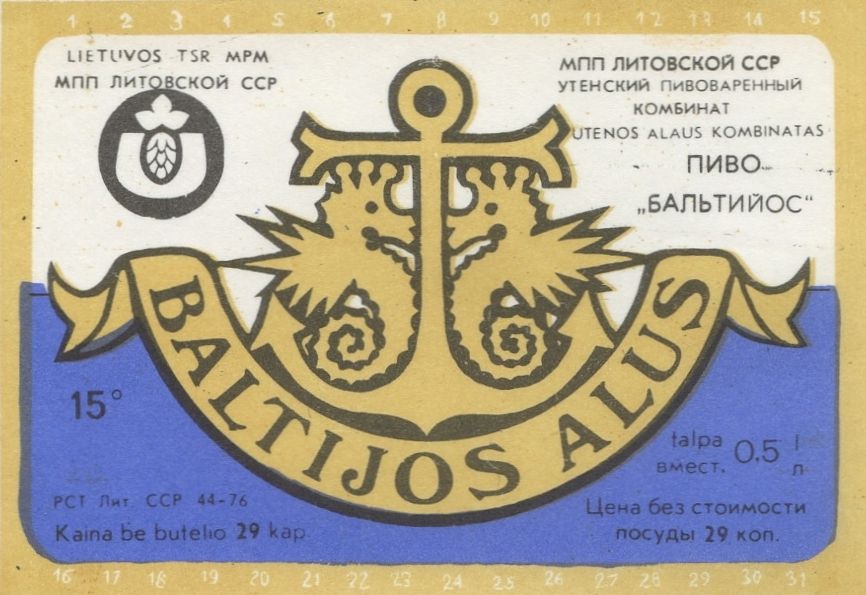 1 2 3 4 5 6 7 8 9 10 11 12 13 14 15
LIETUVOS TSR MPM
МПП ЛИТОВСКОЙ ССР
МПП ЛИТОВСКОЙ ССР
УТЕНСКИЙ ПИВОВАРЕННЫЙ
КОМБИНАТ
UTENOS ALAUS KOMBINATAS
ПИВО
„БАЛЬТИЙОС“
BALTIJOS ALUS
15°
talpa
вмест. 0,5 l
л
РСТ Лит. ССР 44-76
Kaina be butelio 29 kap.
Цена без стоимости
посуды 29 коп.
16 17 18 19 20 21 22 23 24 25 26 27 28 29 30 31